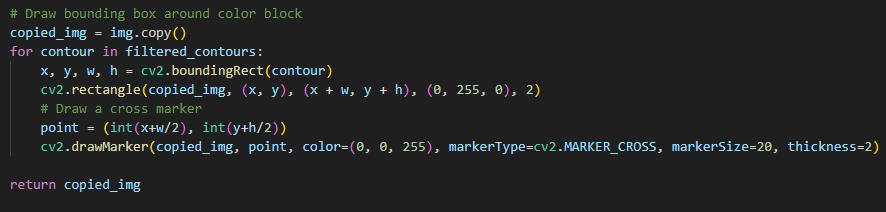 # Draw bounding box around color block
copied_img = img.copy()
for contour in filtered_contours:
    x, y, w, h = cv2.boundingRect(contour)
    cv2.rectangle(copied_img, (x, y), (x + w, y + h), (0, 255, 0), 2)
    # Draw a cross marker
    point = (int(x+w/2), int(y+h/2))
    cv2.drawMarker(copied_img, point, color=(0, 0, 255), markerType=cv2.MARKER_CROSS, markerSize=20, thickness=2)
return copied_img